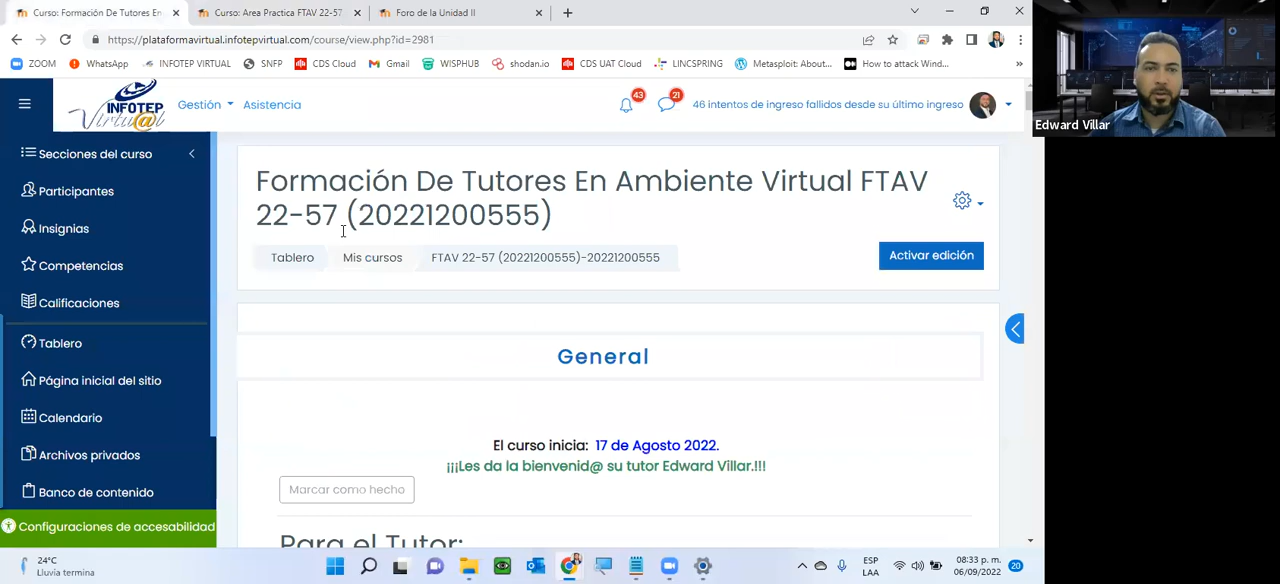 Curso: Formación De Tutores En
Curso: Area Practica FTAV 22-57
Foro de la Unidad II
https://plataformavirtual.infotepvirtual.com/course/view.php?id=2981
ZOOM
WhatsApp
INFOTEP VIRTUAL
SNFP
CDS Cloud
Gmail
WISPHUB
shodan.io
CDS UAT Cloud
LINCSPRING
Metasploit: About...
How to attack Wind...
INFOTEP
Virtu@l
Gestión
Asistencia
43
21
46 intentos de ingreso fallidos desde su último ingreso
Edward Villar
Secciones del curso
Participantes
Insignias
Competencias
Calificaciones
Tablero
Página inicial del sitio
Calendario
Archivos privados
Banco de contenido
Configuraciones de accesabilidad
Formación De Tutores En Ambiente Virtual FTAV
22-57 (20221200555)
Tablero
Mis cursos
FTAV 22-57 (20221200555)-20221200555
Activar edición
General
El curso inicia: 17 de Agosto 2022.
¡¡¡Les da la bienvenid@ su tutor Edward Villar.!!!
Marcar como hecho
Para el Tutor:
24°C
Lluvia termina
ESP
LAA
08:33 p. m.
06/09/2022
20